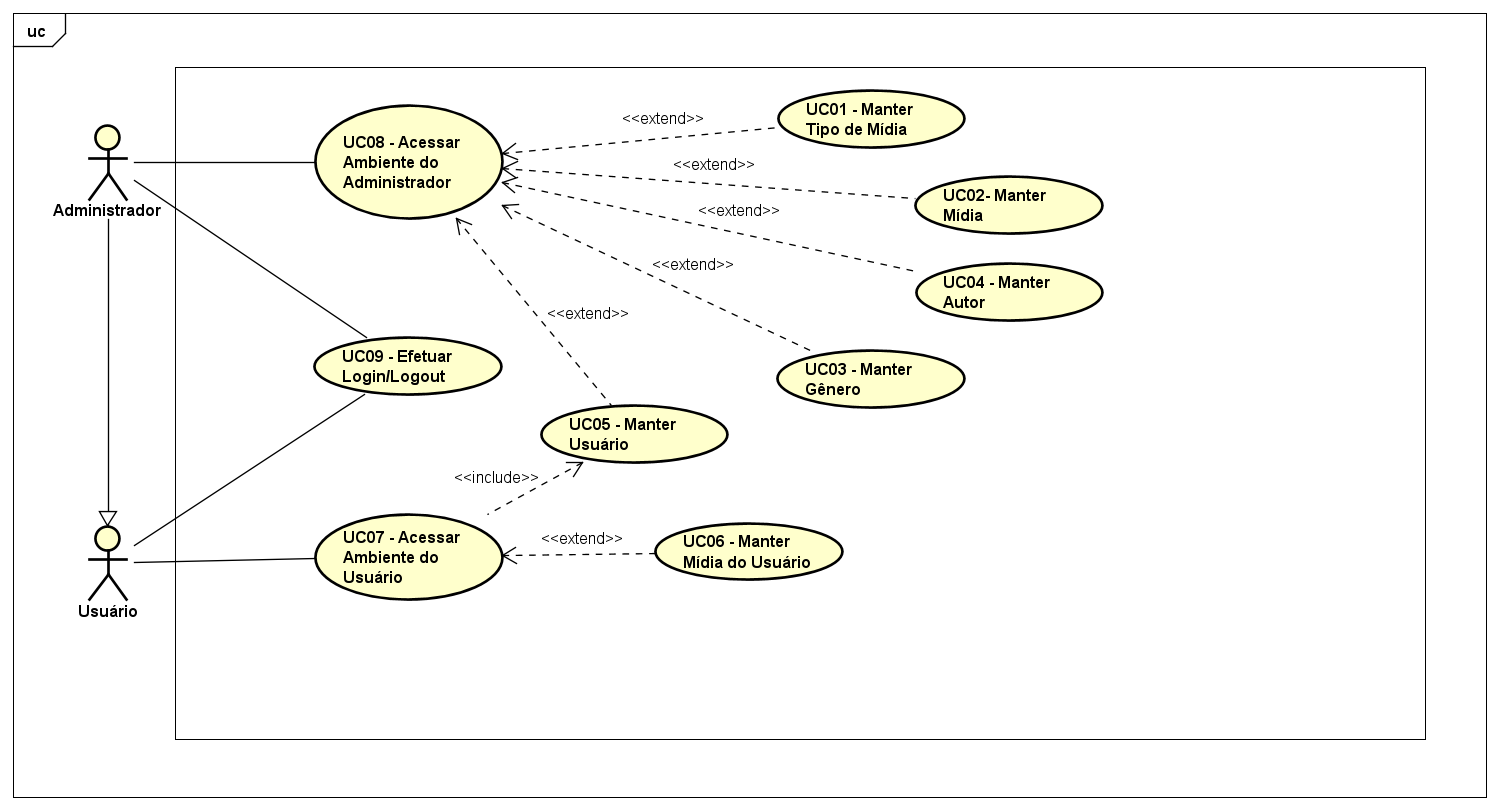 uc
UC01 - Manter
Tipo de Mídia
<<extend>>
UC08 - Acessar
Ambiente do
Administrador
<<extend>>
UC02- Manter
Mídia
<<extend>>
Administrador
<<extend>>
UC04 - Manter
Autor
<<extend>>
UC09 - Efetuar
Login/Logout
UC03 - Manter
Gênero
UC05 - Manter
Usuário
<<include>>
UC07 - Acessar
Ambiente do
Usuário
<<extend>>
UC06 - Manter
Mídia do Usuário
Usuário